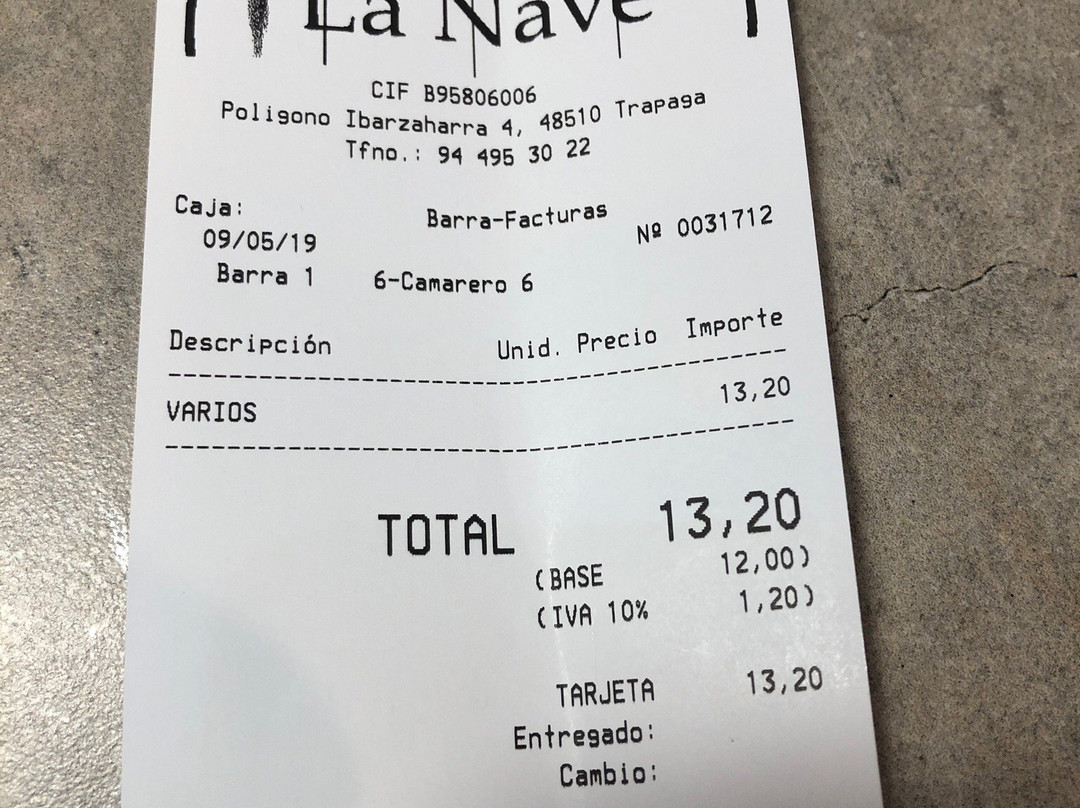 La Nave
CIF B95806006
Poligono Ibarzaharra 4, 48510 Trapaga
Tfno.: 94 495 30 22
Caja: Barra-Facturas Nº 0031712
09/05/19
Barra 1 6-Camarero 6
Descripción Unid. Precio Importe
VARIOS 13,20
TOTAL 13,20
(BASE 12,00)
(IVA 10% 1,20)
TARJETA 13,20
Entregado:
Cambio: